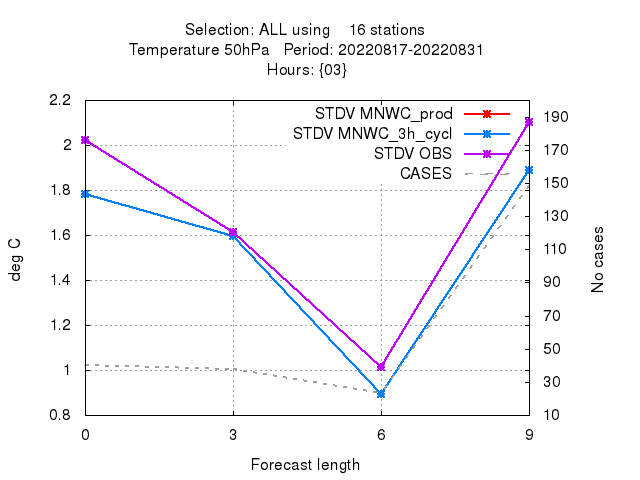 Selection: ALL using    16 stations
Temperature 50hPa   Period: 20220817-20220831
Hours: {03}
STDV MNWC_prod
STDV MNWC_3h_cycl
STDV OBS
CASES
deg C
2.2
2
1.8
1.6
1.4
1.2
1
0.8
190
170
150
130
110
90
70
50
30
10
No cases
0 3 6 9
Forecast length